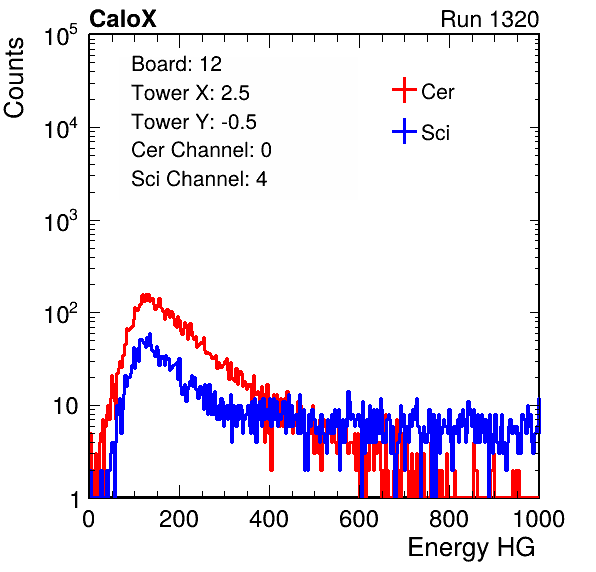 CaloX Run 1320
Counts
10^5
10^4
10^3
10^2
10
1
Board: 12
Tower X: 2.5
Tower Y: -0.5
Cer Channel: 0
Sci Channel: 4
Cer
Sci
0 200 400 600 800 1000
Energy HG